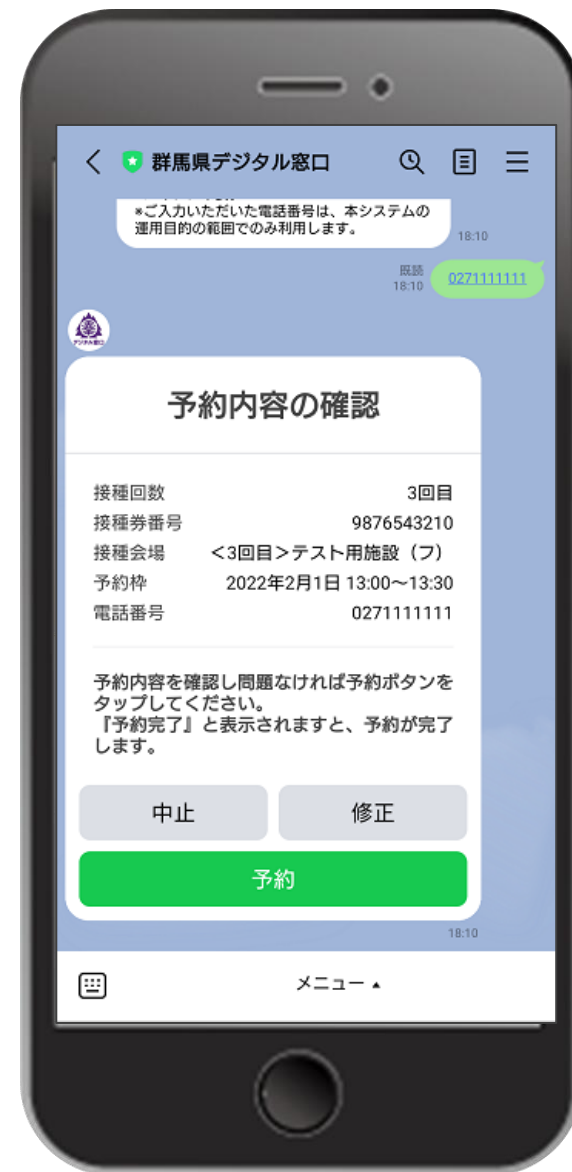 群馬県デジタル窓口
*ご入力いただいた電話番号は、本システムの
運用目的の範囲でのみ利用します。
18:10
既読
18:10
0271111111
デジタル窓口
予約内容の確認
接種回数 3回目
接種券番号 9876543210
接種会場 <3回目>テスト用施設（フ）
予約枠 2022年2月1日 13:00～13:30
電話番号 0271111111
予約内容を確認し問題なければ予約ボタンを
タップしてください。
『予約完了』と表示されますと、予約が完了
します。
中止 修正
予約
18:10
メニュー ▲